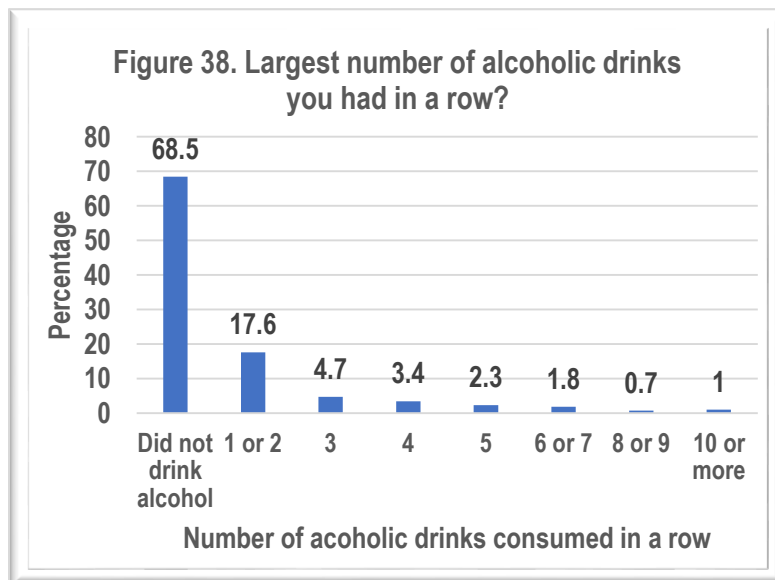 Figure 38. Largest number of alcoholic drinks
you had in a row?
Percentage
80
70
60
50
40
30
20
10
0
68.5
17.6
4.7
3.4
2.3
1.8
0.7
1
Did not
drink
alcohol
1 or 2
3
4
5
6 or 7
8 or 9
10 or
more
Number of acoholic drinks consumed in a row